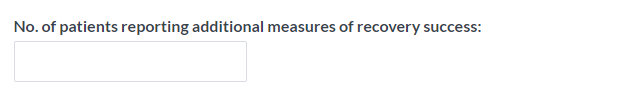 No. of patients reporting additional measures of recovery success: